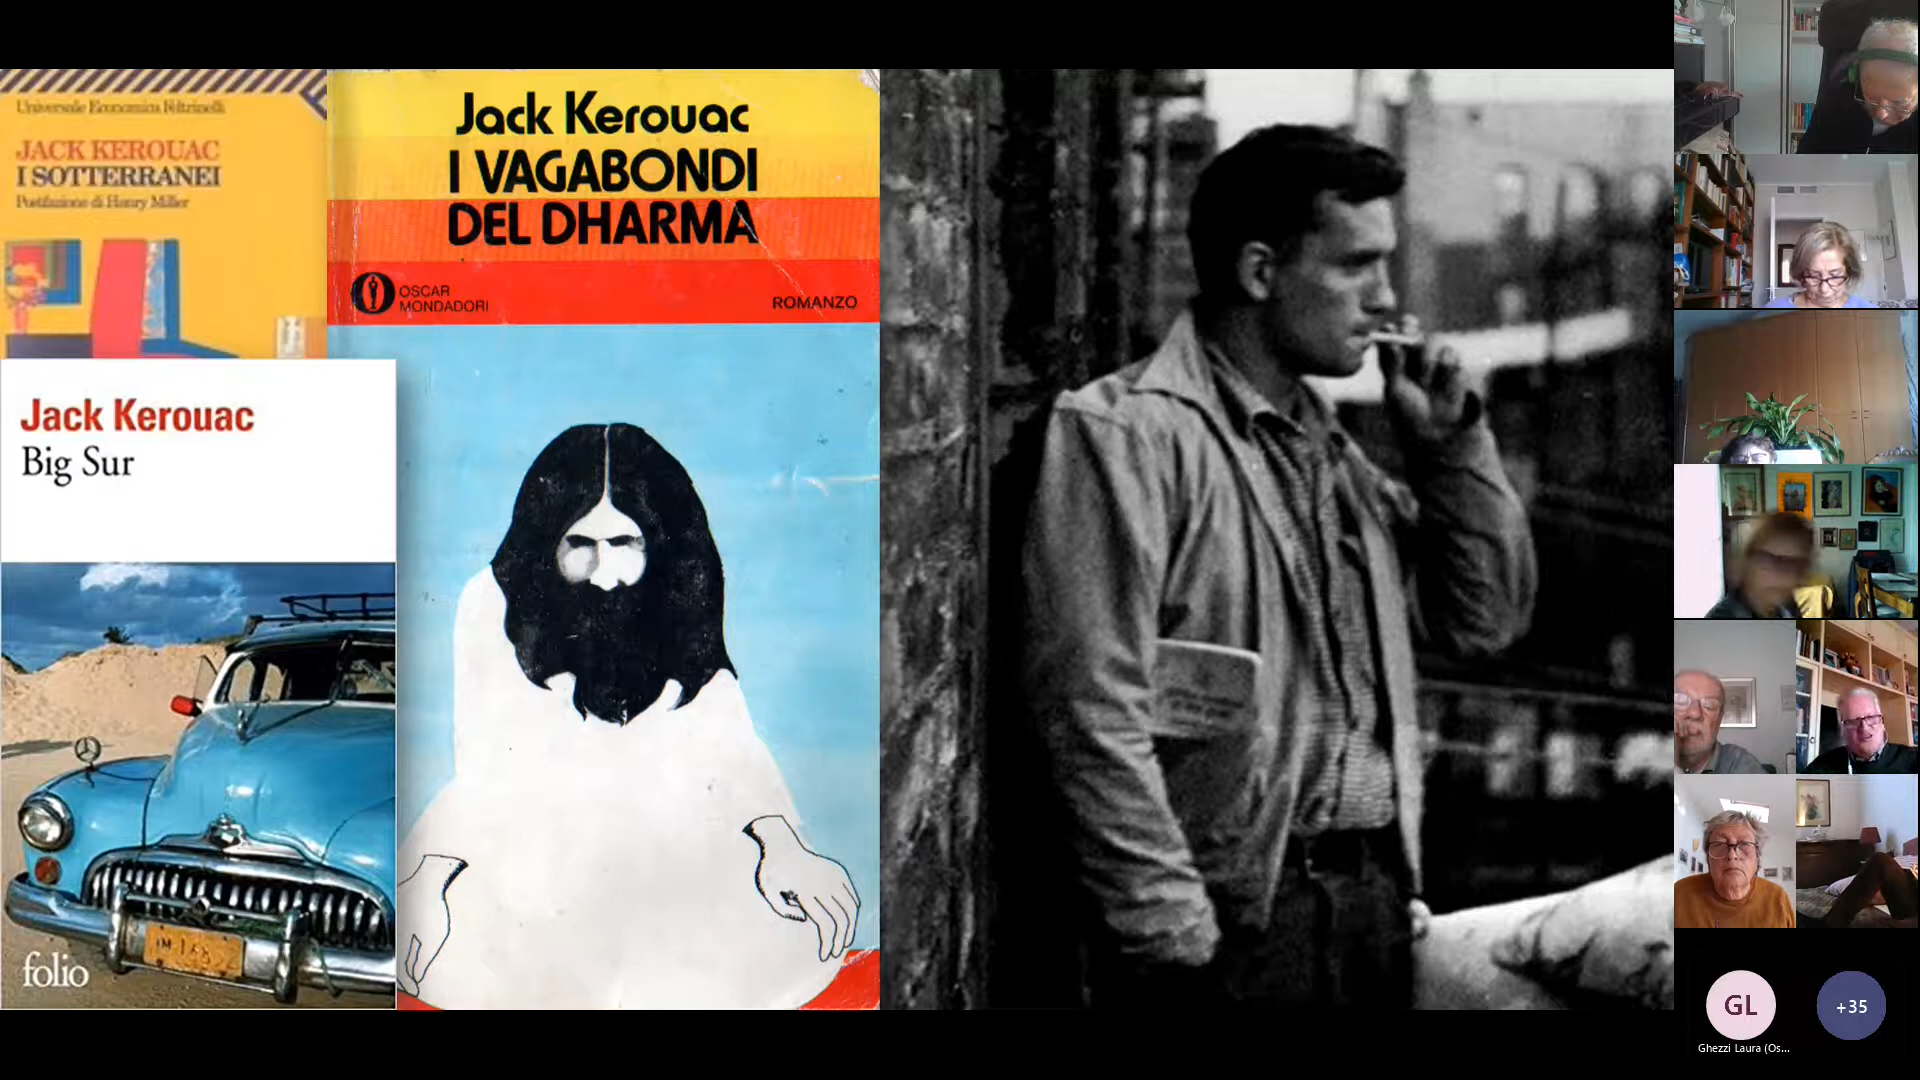 Universale Economica Feltrinelli
JACK KEROUAC
I SOTTERRANEI
Postfazione di Henry Miller
Jack Kerouac
I VAGABONDI
DEL DHARMA
OSCAR
MONDADORI
ROMANZO
Jack Kerouac
Big Sur
folio
GL
+35
Ghezzi Laura (Os...